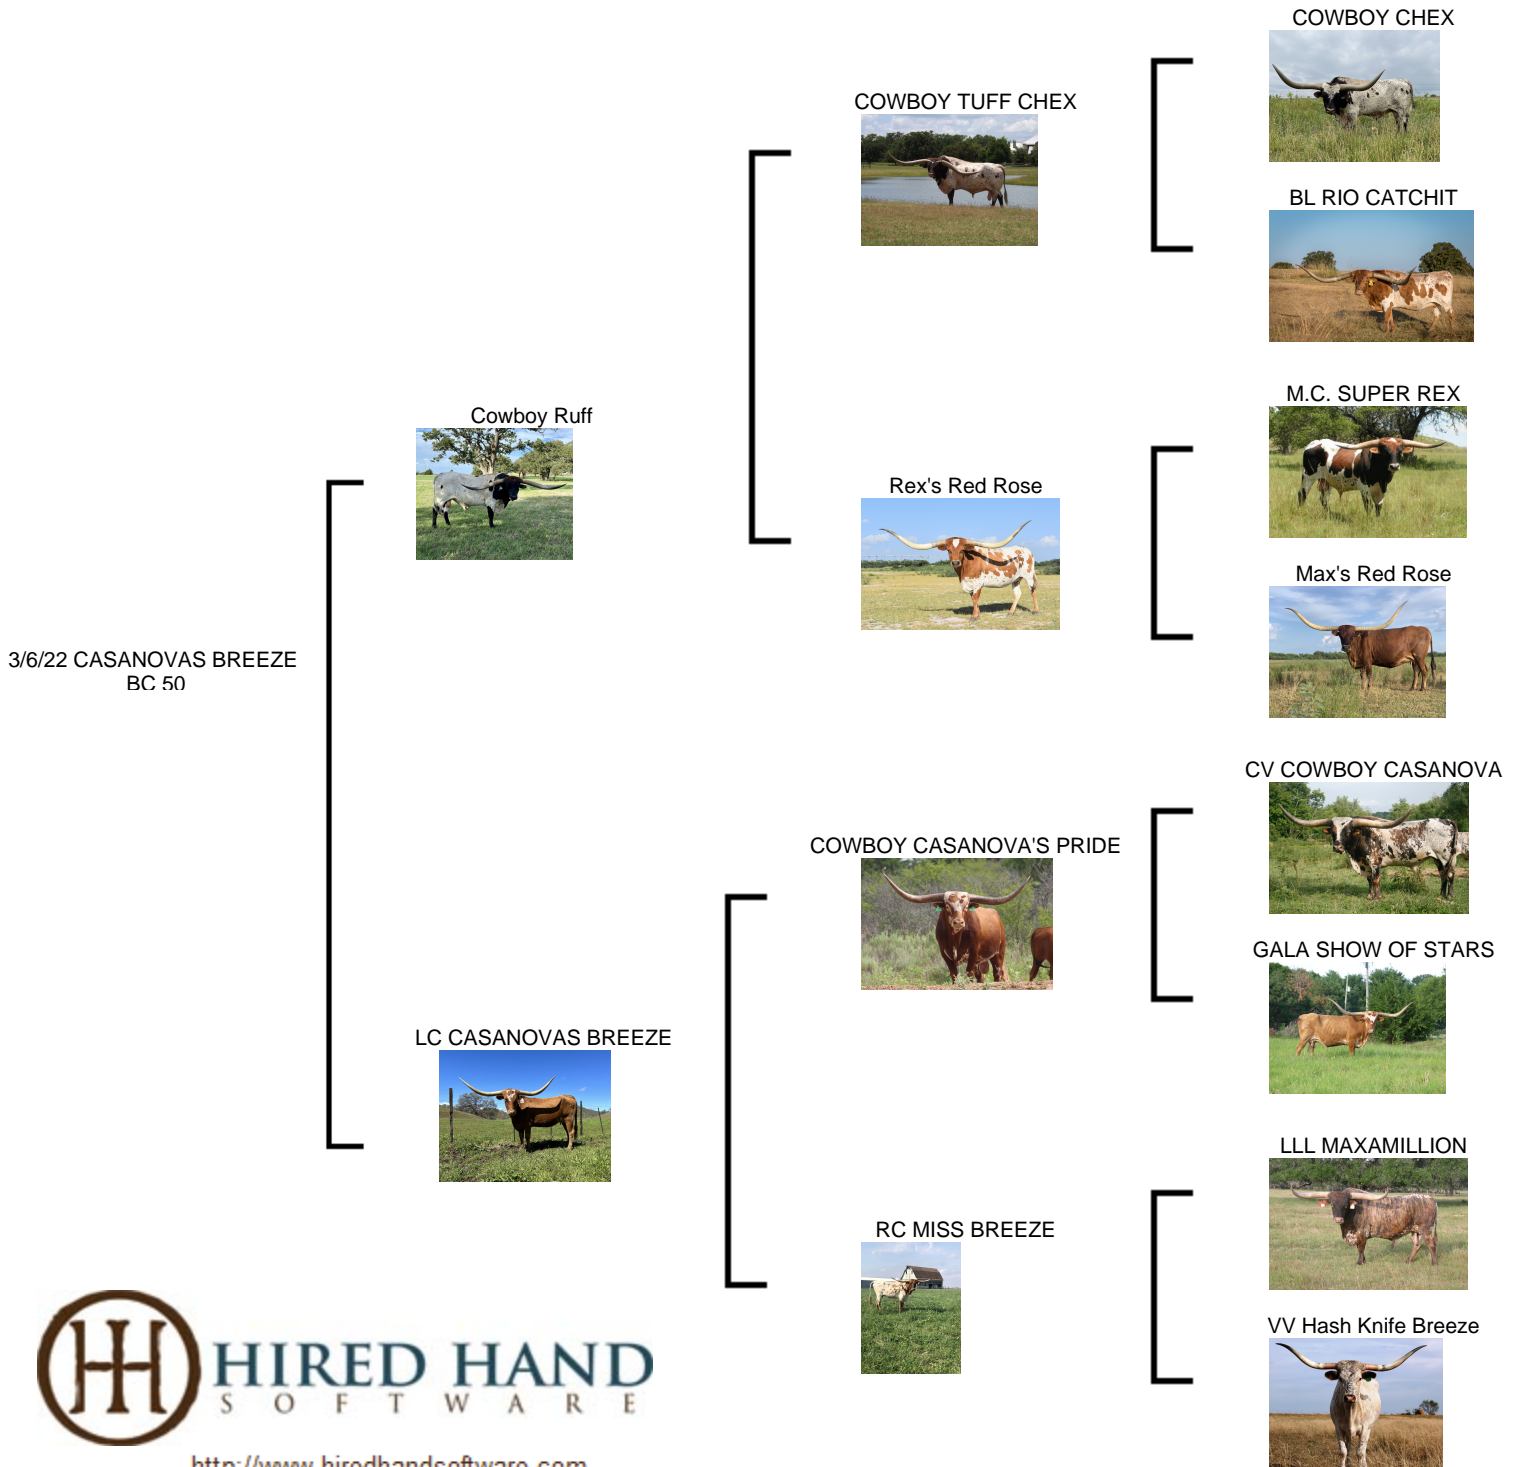 COWBOY CHEX
COWBOY TUFF CHEX
BL RIO CATCHIT
M.C. SUPER REX
Cowboy Ruff
Rex's Red Rose
Max's Red Rose
3/6/22 CASANOVAS BREEZE
BC 50
CV COWBOY CASANOVA
COWBOY CASANOVA'S PRIDE
GALA SHOW OF STARS
LC CASANOVAS BREEZE
LLL MAXAMILLION
RC MISS BREEZE
VV Hash Knife Breeze
HIRED HAND
SOFTWARE
http://www.hiredhandsoftware.com